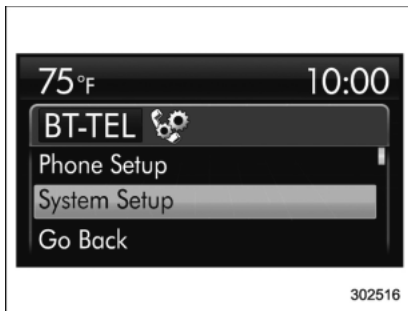 75°F 10:00
BT-TEL
Phone Setup
System Setup
Go Back
302516